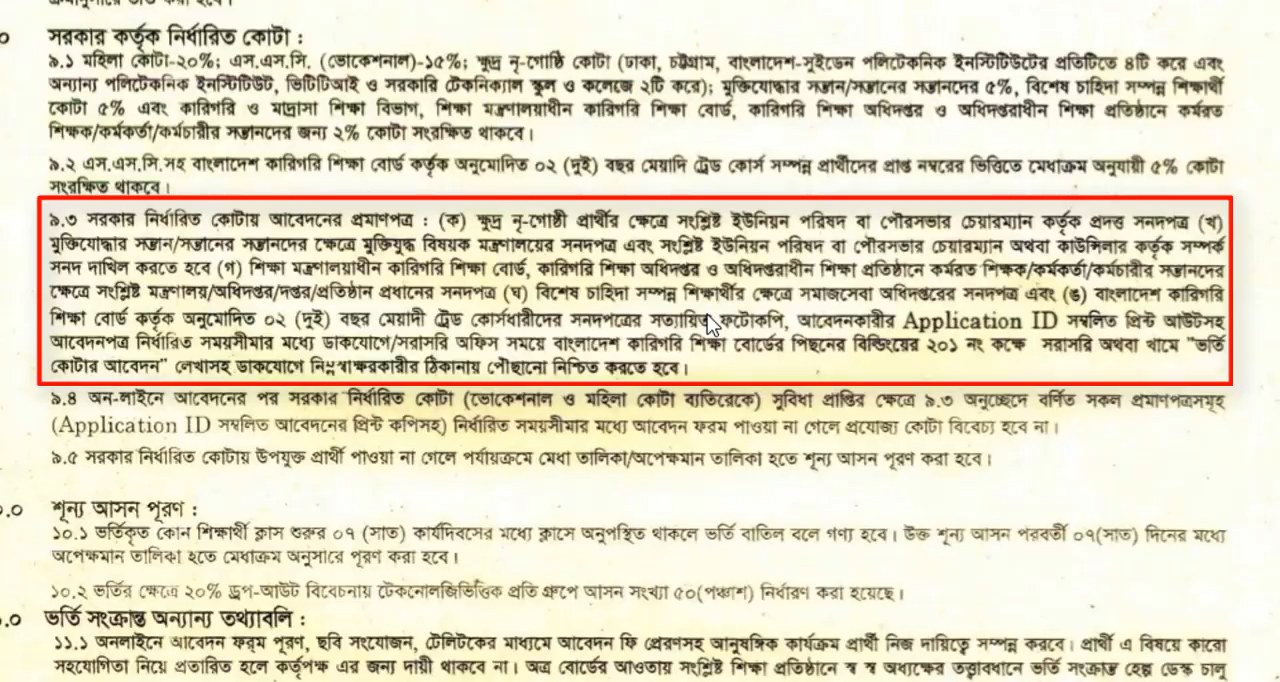 সরকার কর্তৃক নির্ধারিত কোটা :
৯.১ মহিলা কোটা-২০%; এস.এস.সি. (ভোকেশনাল)-১৫%; ক্ষুদ্র নৃ-গোষ্ঠি কোটা (ঢাকা, চট্টগ্রাম, বাংলাদেশ-সুইডেন পলিটেকনিক ইনস্টিটিউটের প্রতিটিতে ৪টি করে এবং
অন্যান্য পলিটেকনিক ইনস্টিটিউট, ভিটিটিআই ও সরকারি টেকনিক্যাল স্কুল ও কলেজে ২টি করে); মুক্তিযোদ্ধার সন্তান/সন্তানের সন্তানদের ৫%, বিশেষ চাহিদা সম্পন্ন শিক্ষার্থী
কোটা ৫% এবং কারিগরি ও মাদ্রাসা শিক্ষা বিভাগ, শিক্ষা মন্ত্রণালয়াধীন কারিগরি শিক্ষা বোর্ড, কারিগরি শিক্ষা অধিদপ্তর ও অধিদপ্তরাধীন শিক্ষা প্রতিষ্ঠানে কর্মরত
শিক্ষক/কর্মকর্তা/কর্মচারীর সন্তানদের জন্য ২% কোটা সংরক্ষিত থাকবে।
৯.২ এস.এস.সি.সহ বাংলাদেশ কারিগরি শিক্ষা বোর্ড কর্তৃক অনুমোদিত ০২ (দুই) বছর মেয়াদি ট্রেড কোর্স সম্পন্ন প্রার্থীদের প্রাপ্ত নম্বরের ভিত্তিতে মেধাক্রম অনুযায়ী ৫% কোটা
সংরক্ষিত থাকবে।
৯.৩ সরকার নির্ধারিত কোটায় আবেদনের প্রমাণপত্র : (ক) ক্ষুদ্র নৃ-গোষ্ঠী প্রার্থীর ক্ষেত্রে সংশ্লিষ্ট ইউনিয়ন পরিষদ বা পৌরসভার চেয়ারম্যান কর্তৃক প্রদত্ত সনদপত্র (খ)
মুক্তিযোদ্ধার সন্তান/সন্তানের সন্তানদের ক্ষেত্রে মুক্তিযুদ্ধ বিষয়ক মন্ত্রণালয়ের সনদপত্র এবং সংশ্লিষ্ট ইউনিয়ন পরিষদ বা পৌরসভার চেয়ারম্যান অথবা কাউন্সিলার কর্তৃক সম্পর্ক
সনদ দাখিল করতে হবে (গ) শিক্ষা মন্ত্রণালয়াধীন কারিগরি শিক্ষা বোর্ড, কারিগরি শিক্ষা অধিদপ্তর ও অধিদপ্তরাধীন শিক্ষা প্রতিষ্ঠানে কর্মরত শিক্ষক/কর্মকর্তা/কর্মচারীর সন্তানদের
ক্ষেত্রে সংশ্লিষ্ট মন্ত্রণালয়/অধিদপ্তর/দপ্তর/প্রতিষ্ঠান প্রধানের সনদপত্র (ঘ) বিশেষ চাহিদা সম্পন্ন শিক্ষার্থীর ক্ষেত্রে সমাজসেবা অধিদপ্তরের সনদপত্র এবং (ঙ) বাংলাদেশ কারিগরি
শিক্ষা বোর্ড কর্তৃক অনুমোদিত ০২ (দুই) বছর মেয়াদী ট্রেড কোর্সধারীদের সনদপত্রের সত্যায়িত ফটোকপি, আবেদনকারীর Application ID সম্বলিত প্রিন্ট আউটসহ
আবেদনপত্র নির্ধারিত সময়সীমার মধ্যে ডাকযোগে/সরাসরি অফিস সময়ে বাংলাদেশ কারিগরি শিক্ষা বোর্ডের পিছনের বিল্ডিংয়ের ২০১ নং কক্ষে সরাসরি অথবা খামে "ভর্তি
কোটার আবেদন" লেখাসহ ডাকযোগে নিম্নস্বাক্ষরকারীর ঠিকানায় পৌছানো নিশ্চিত করতে হবে।
৯.৪ অন-লাইনে আবেদনের পর সরকার নির্ধারিত কোটা (ভোকেশনাল ও মহিলা কোটা ব্যতিরেকে) সুবিধা প্রাপ্তির ক্ষেত্রে ৯.৩ অনুচ্ছেদে বর্ণিত সকল প্রমাণপত্রসমূহ
(Application ID সম্বলিত আবেদনের প্রিন্ট কপিসহ) নির্ধারিত সময়সীমার মধ্যে আবেদন ফরম পাওয়া না গেলে প্রযোজ্য কোটা বিবেচ্য হবে না।
৯.৫ সরকার নির্ধারিত কোটায় উপযুক্ত প্রার্থী পাওয়া না গেলে পর্যায়ক্রমে মেধা তালিকা/অপেক্ষমান তালিকা হতে শূন্য আসন পূরণ করা হবে।
.০ শূন্য আসন পূরণ :
১০.১ ভর্তিকৃত কোন শিক্ষার্থী ক্লাস শুরুর ০৭ (সাত) কার্যদিবসের মধ্যে ক্লাসে অনুপস্থিত থাকলে ভর্তি বাতিল বলে গণ্য হবে। উক্ত শূন্য আসন পরবর্তী ০৭(সাত) দিনের মধ্যে
অপেক্ষমান তালিকা হতে মেধাক্রম অনুসারে পূরণ করা হবে।
১০.২ ভর্তির ক্ষেত্রে ২০% ড্রপ-আউট বিবেচনায় টেকনোলজিভিত্তিক প্রতি গ্রুপে আসন সংখ্যা ৫০(পঞ্চাশ) নির্ধারণ করা হয়েছে।
.০ ভর্তি সংক্রান্ত অন্যান্য তথ্যাবলি :
১১.১ অনলাইনে আবেদন ফরম পূরণ, ছবি সংযোজন, টেলিটকের মাধ্যমে আবেদন ফি প্রেরণসহ আনুষঙ্গিক কার্যক্রম প্রার্থী নিজ দায়িত্বে সম্পন্ন করবে। প্রার্থী এ বিষয়ে কারো
সহযোগিতা নিয়ে প্রতারিত হলে কর্তৃপক্ষ এর জন্য দায়ী থাকবে না। অত্র বোর্ডের আওতায় সংশ্লিষ্ট শিক্ষা প্রতিষ্ঠানে স্ব স্ব অধ্যক্ষের তত্ত্বাবধানে ভর্তি সংক্রান্ত হেল্প ডেস্ক চালু